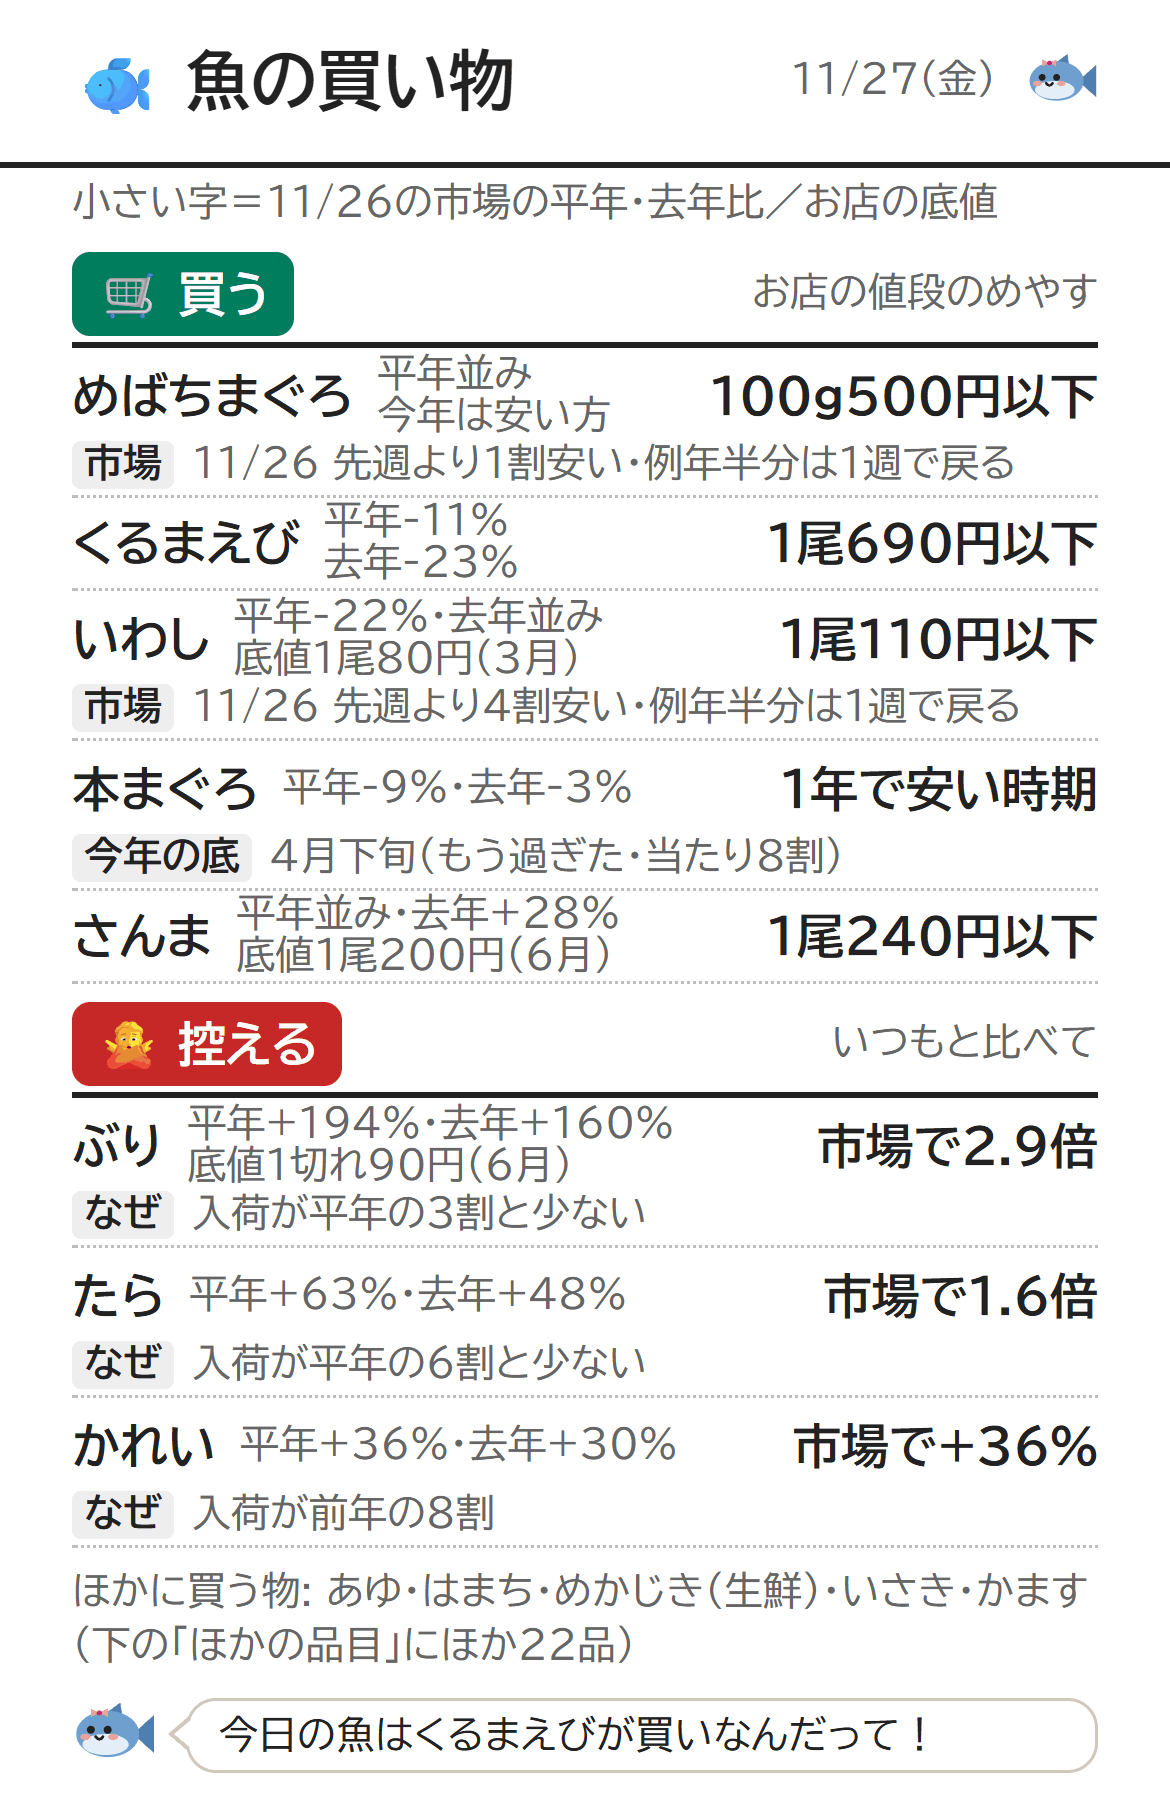 魚の買い物
11/27(金)
小さい字=11/26の市場の平年・去年比／お店の底値
買う
お店の値段のめやす
めばちまぐろ 平年並み 今年は安い方 100g500円以下
市場 11/26 先週より1割安い・例年半分は1週で戻る
くるまえび 平年-11% 去年-23% 1尾690円以下
いわし 平年-22%・去年並み 底値1尾80円(3月) 1尾110円以下
市場 11/26 先週より4割安い・例年半分は1週で戻る
本まぐろ 平年-9%・去年-3% 1年で安い時期
今年の底 4月下旬(もう過ぎた・当たり8割)
さんま 平年並み・去年+28% 底値1尾200円(6月) 1尾240円以下
控える
いつもと比べて
ぶり 平年+194%・去年+160% 底値1切れ90円(6月) 市場で2.9倍
なぜ 入荷が平年の3割と少ない
たら 平年+63%・去年+48% 市場で1.6倍
なぜ 入荷が平年の6割と少ない
かれい 平年+36%・去年+30% 市場で+36%
なぜ 入荷が前年の8割
ほかに買う物: あゆ・はまち・めかじき(生鮮)・いさき・かます
(下の「ほかの品目」にほか22品)
今日の魚はくるまえびが買いなんだって！